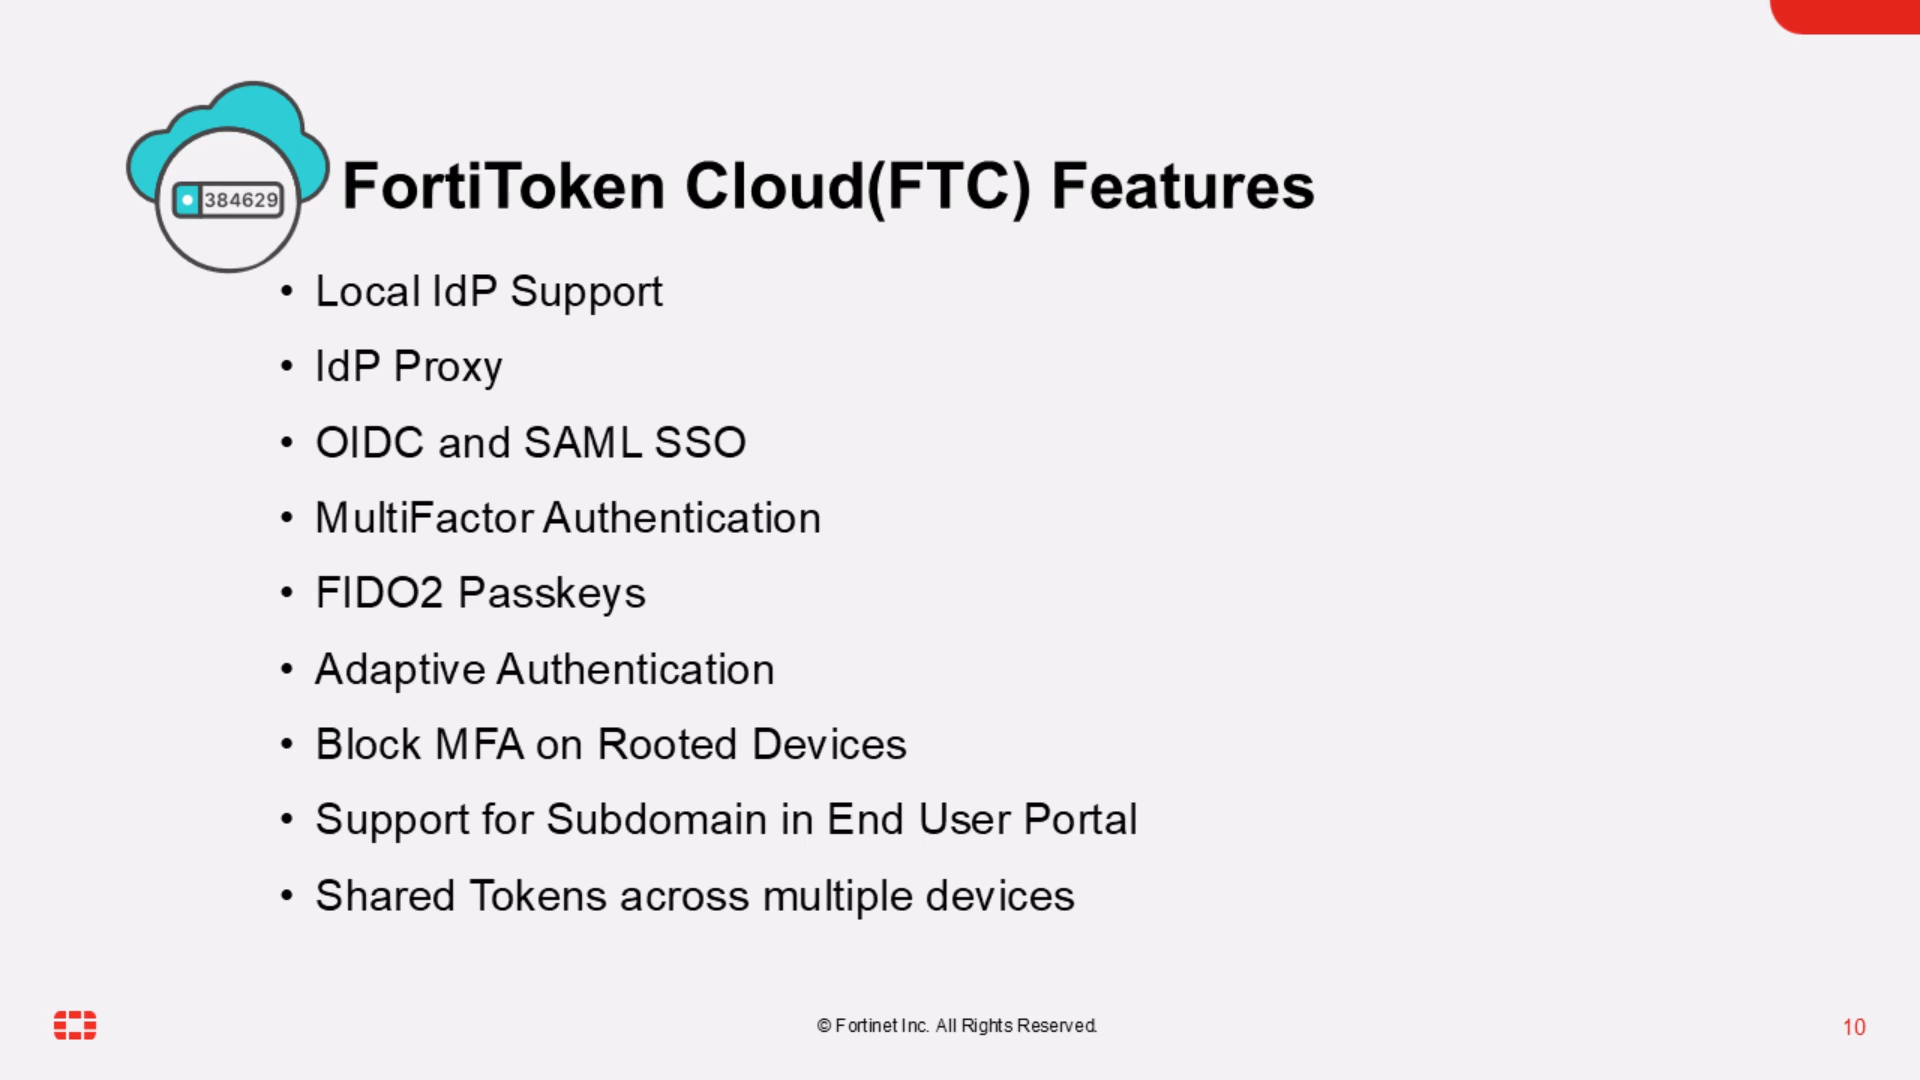 384629
FortiToken Cloud(FTC) Features
• Local IdP Support
• IdP Proxy
• OIDC and SAML SSO
• MultiFactor Authentication
• FIDO2 Passkeys
• Adaptive Authentication
• Block MFA on Rooted Devices
• Support for Subdomain in End User Portal
• Shared Tokens across multiple devices
© Fortinet Inc. All Rights Reserved.
10